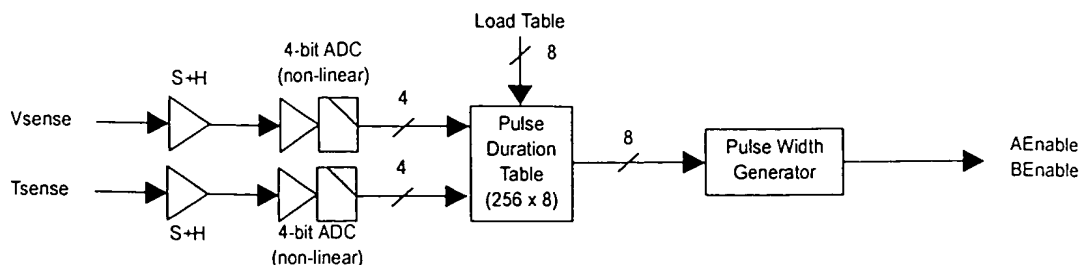 Load Table
8
4-bit ADC
(non-linear)
S+H
4
Vsense
Pulse
Duration
Table
(256 x 8)
8
Pulse Width
Generator
AEnable
BEnable
Tsense
4
S+H
4-bit ADC
(non-linear)